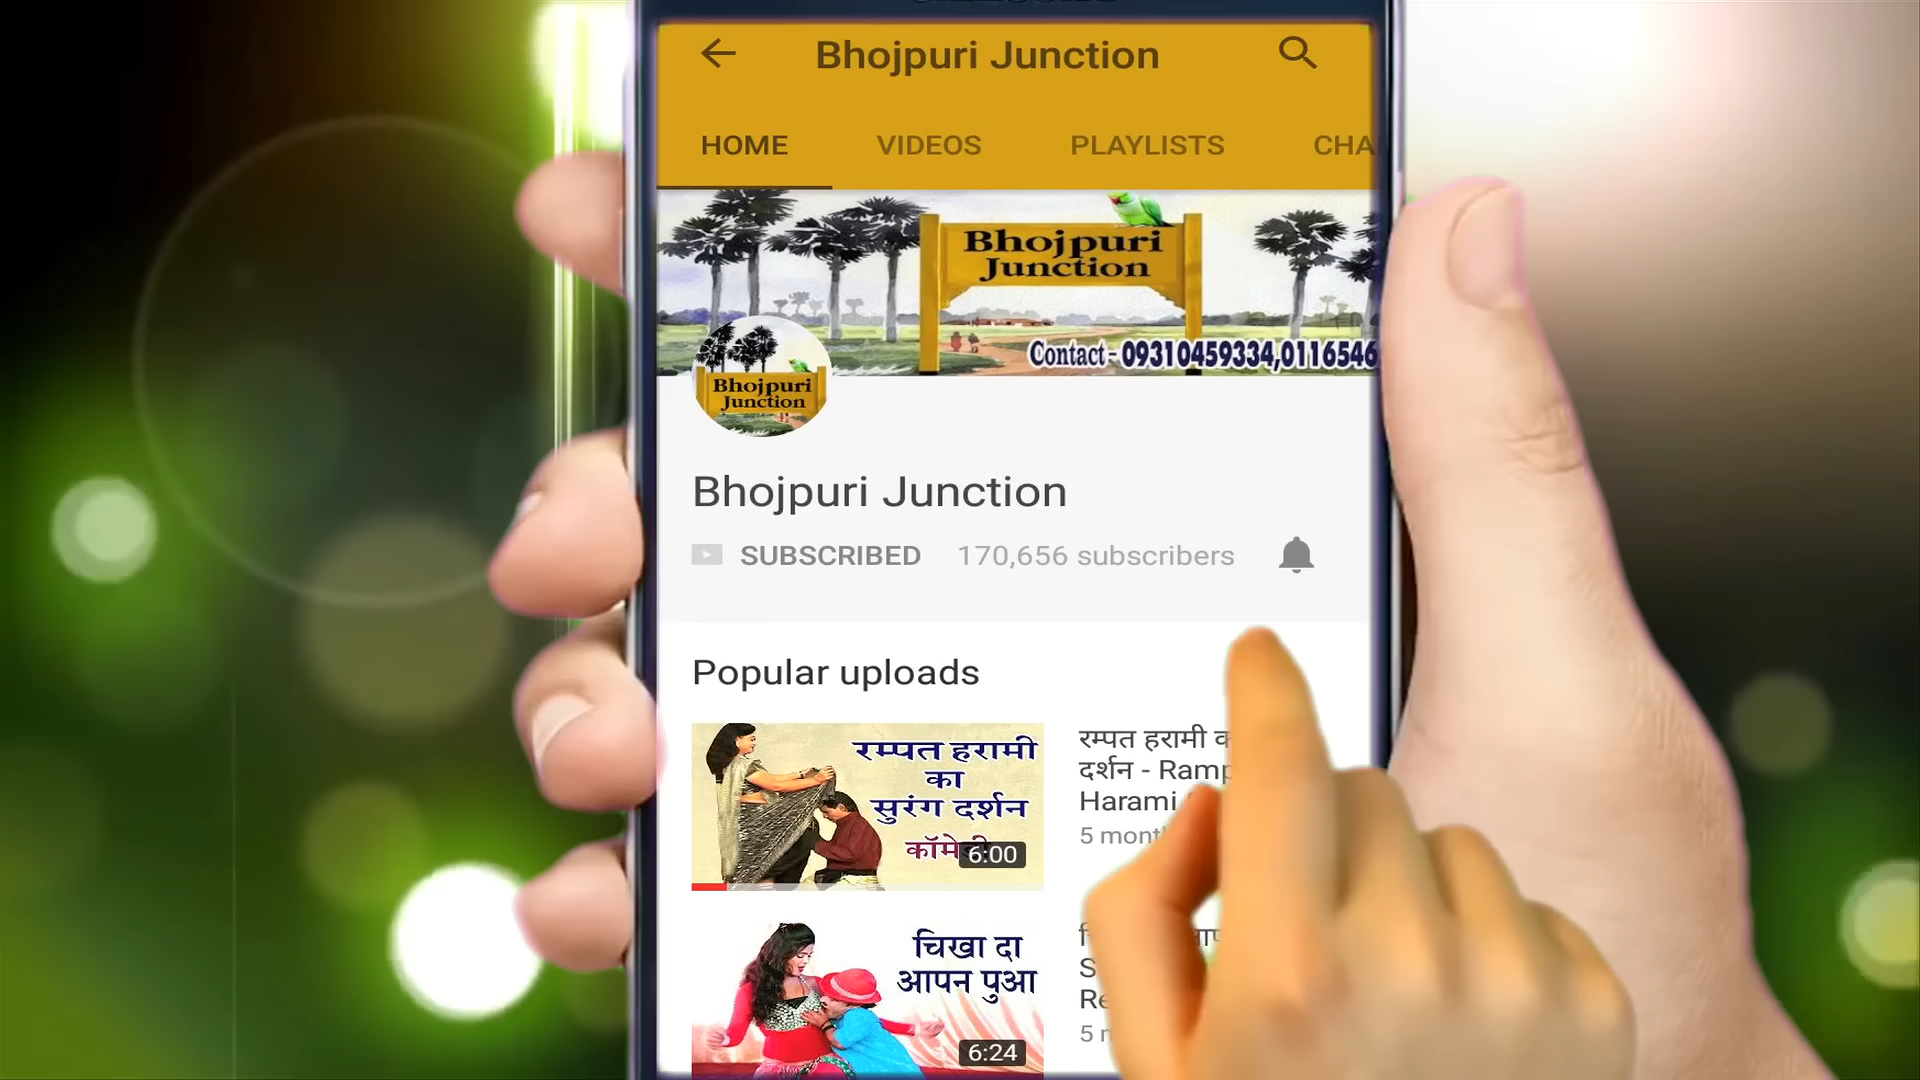 Bhojpuri Junction
HOME VIDEOS PLAYLISTS CHA
Bhojpuri
Junction
Contact - 09310459334,0116546
Bhojpuri
Junction
Bhojpuri Junction
SUBSCRIBED 170,656 subscribers
Popular uploads
रम्पत हरामी
का
सुरंग दर्शन
कॉमेडी
6:00
रम्पत हरामी
दर्शन - Ramp
Harami
5 mont
चिखा दा
आपन पुआ
6:24
5 m